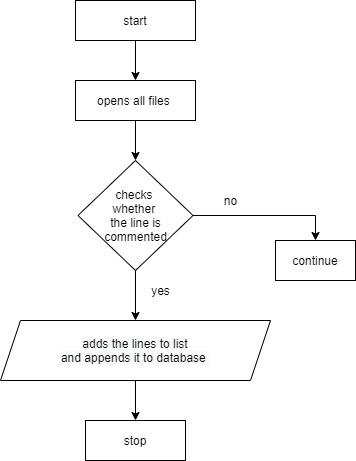 start
opens all files
checks
whether
the line is
commented
no
continue
yes
adds the lines to list
and appends it to database
stop